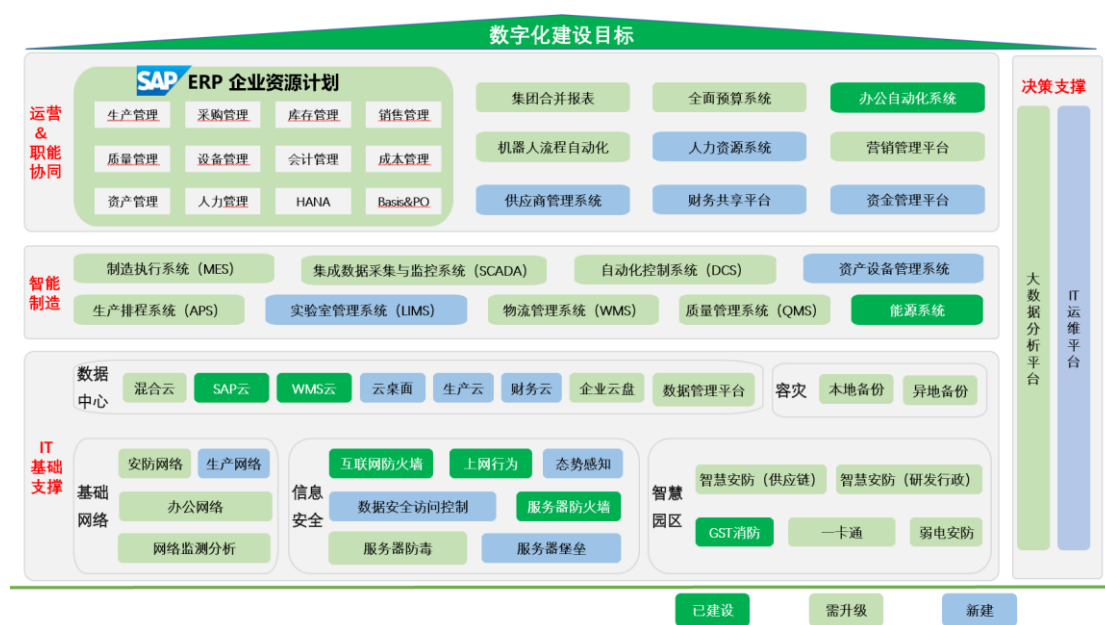 数字化建设目标
运营
&
职能
协同
SAP ERP 企业资源计划
生产管理
采购管理
库存管理
销售管理
质量管理
设备管理
会计管理
成本管理
资产管理
人力管理
HANA
Basis&PO
集团合并报表
全面预算系统
办公自动化系统
机器人流程自动化
人力资源系统
营销管理平台
供应商管理系统
财务共享平台
资金管理平台
智能
制造
制造执行系统（MES）
集成数据采集与监控系统（SCADA）
自动化控制系统（DCS）
资产设备管理系统
生产排程系统（APS）
实验室管理系统（LIMS）
物流管理系统（WMS）
质量管理系统（QMS）
能源系统
IT
基础
支撑
数据
中心
混合云
SAP云
WMS云
云桌面
生产云
财务云
企业云盘
数据管理平台
容灾
本地备份
异地备份
基础
网络
安防网络
生产网络
办公网络
网络监测分析
信息
安全
互联网防火墙
上网行为
态势感知
数据安全访问控制
服务器防火墙
服务器防毒
服务器堡垒
智慧
园区
智慧安防（供应链）
智慧安防（研发行政）
GST消防
一卡通
弱电安防
决策支撑
大数据分析平台
IT运维平台
已建设
需升级
新建